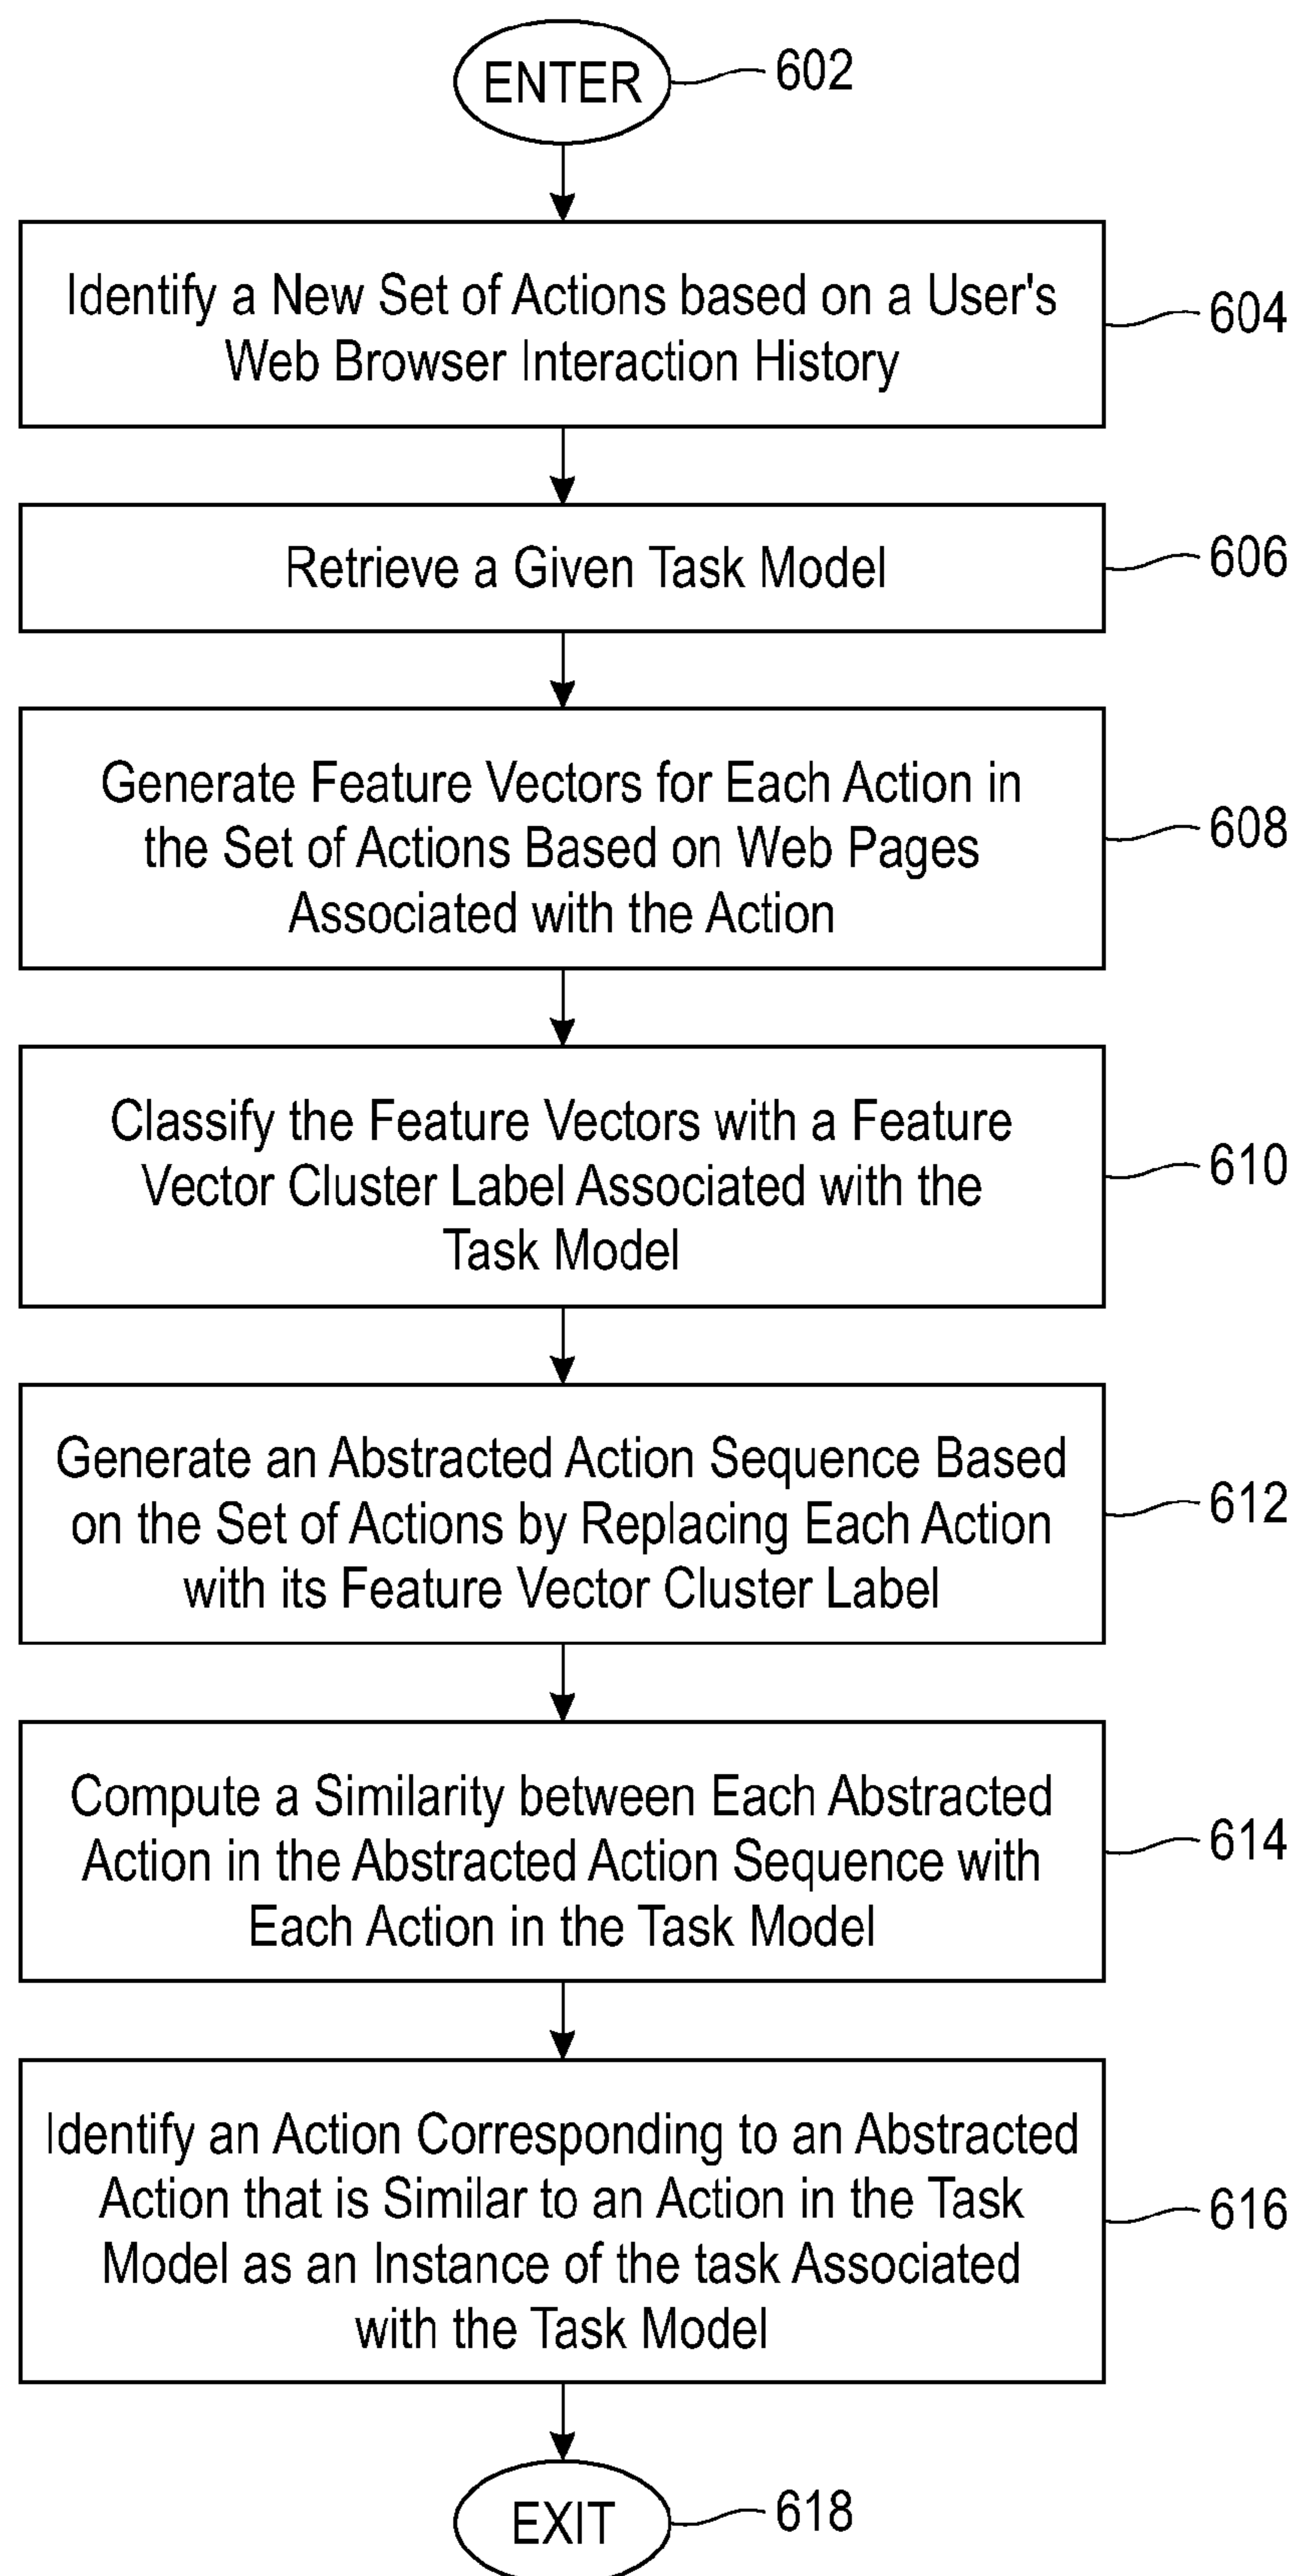 ENTER
602
Identify a New Set of Actions based on a User's
Web Browser Interaction History
604
Retrieve a Given Task Model
606
Generate Feature Vectors for Each Action in
the Set of Actions Based on Web Pages
Associated with the Action
608
Classify the Feature Vectors with a Feature
Vector Cluster Label Associated with the
Task Model
610
Generate an Abstracted Action Sequence Based
on the Set of Actions by Replacing Each Action
with its Feature Vector Cluster Label
612
Compute a Similarity between Each Abstracted
Action in the Abstracted Action Sequence with
Each Action in the Task Model
614
Identify an Action Corresponding to an Abstracted
Action that is Similar to an Action in the Task
Model as an Instance of the task Associated
with the Task Model
616
EXIT
618